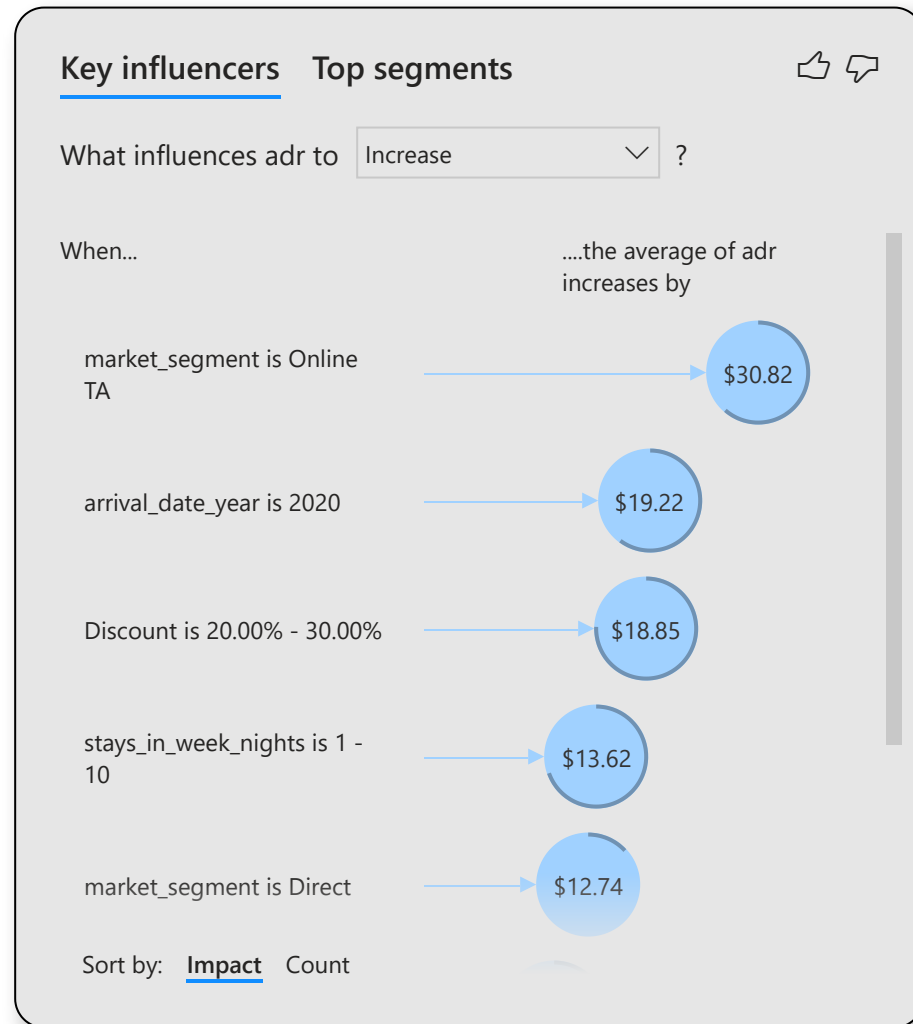 Key influencers Top segments
What influences adr to Increase ?
When...
....the average of adr
increases by
market_segment is Online
TA
$30.82
arrival_date_year is 2020
$19.22
Discount is 20.00% - 30.00%
$18.85
stays_in_week_nights is 1 -
10
$13.62
market_segment is Direct
$12.74
Sort by: Impact Count